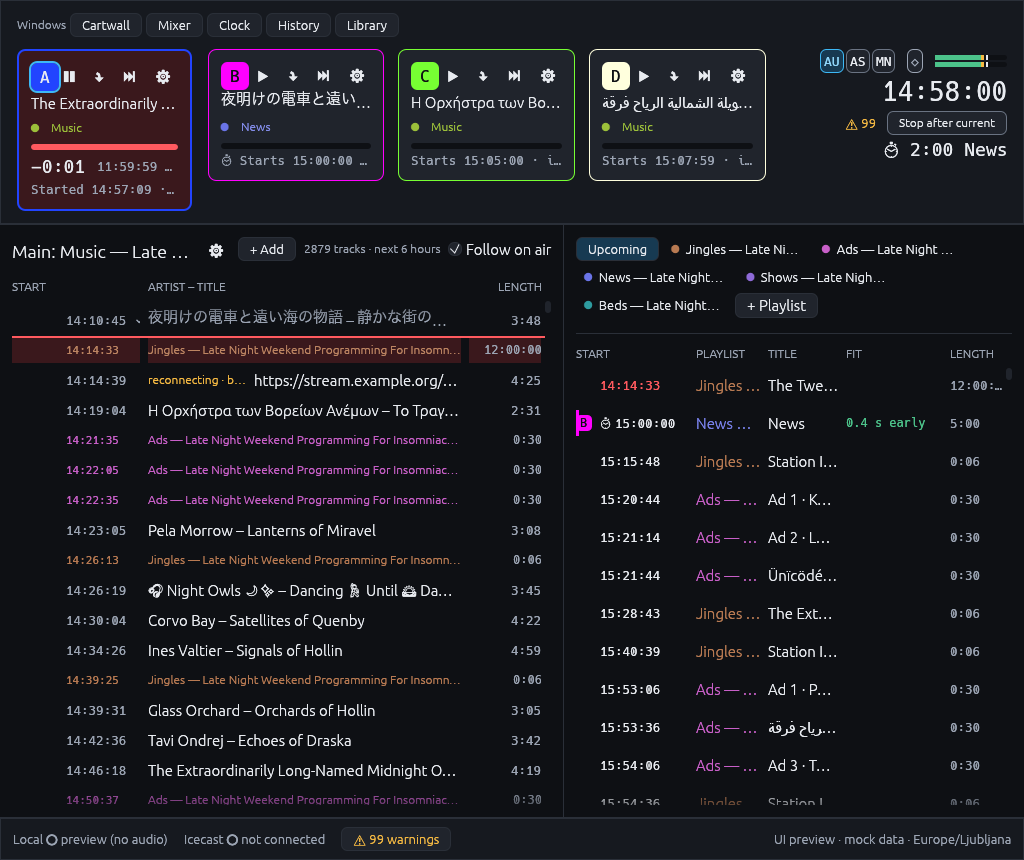 Windows Cartwall Mixer Clock History Library
A
The Extraordinarily …
Music
−0:01 11:59:59 …
Started 14:57:09 ·…
B
夜明けの電車と遠い…
News
Starts 15:00:00 …
C
Η Ορχήστρα των Βο…
Music
Starts 15:05:00 · i…
D
…ويلة الشمالية الرياح فرقة
Music
Starts 15:07:59 · i…
AU AS MN
14:58:00
⚠ 99 Stop after current
2:00 News
Main: Music — Late …
+ Add 2879 tracks · next 6 hours ✓ Follow on air
START ARTIST – TITLE LENGTH
14:10:45 夜明けの電車と遠い海の物語 – 静かな街の… 3:48
14:14:33 Jingles — Late Night Weekend Programming For Insomn… 12:00:00
14:14:39 reconnecting · b… https://stream.example.org/… 4:25
14:19:04 Η Ορχήστρα των Βορείων Ανέμων – Το Τραγ… 2:31
14:21:35 Ads — Late Night Weekend Programming For Insomniac… 0:30
14:22:05 Ads — Late Night Weekend Programming For Insomniac… 0:30
14:22:35 Ads — Late Night Weekend Programming For Insomniac… 0:30
14:23:05 Pela Morrow – Lanterns of Miravel 3:08
14:26:13 Jingles — Late Night Weekend Programming For Insomn… 0:06
14:26:19 🎧 Night Owls 🌙✨ – Dancing 💃 Until 🌅 Da… 3:45
14:30:04 Corvo Bay – Satellites of Quenby 4:22
14:34:26 Ines Valtier – Signals of Hollin 4:59
14:39:25 Jingles — Late Night Weekend Programming For Insomn… 0:06
14:39:31 Glass Orchard – Orchards of Hollin 3:05
14:42:36 Tavi Ondrej – Echoes of Draska 3:42
14:46:18 The Extraordinarily Long-Named Midnight O… 4:19
14:50:37 Ads — Late Night Weekend Programming For Insomniac… 0:30
Upcoming Jingles — Late Ni… Ads — Late Night …
News — Late Night… Shows — Late Nigh…
Beds — Late Night… + Playlist
START PLAYLIST TITLE FIT LENGTH
14:14:33 Jingles … The Twe… 12:00:…
B 15:00:00 News … News 0.4 s early 5:00
15:15:48 Jingles … Station I… 0:06
15:20:44 Ads — … Ad 1 · K… 0:30
15:21:14 Ads — … Ad 2 · L… 0:30
15:21:44 Ads — … Ünïcödé… 0:30
15:28:43 Jingles … The Ext… 0:06
15:40:39 Jingles … Station I… 0:06
15:53:06 Ads — … Ad 1 · P… 0:30
15:53:36 Ads — … …رياح فرقة 0:30
15:54:06 Ads — … Ad 3 · T… 0:30
15:54:36 Jingles … Station I… 0:06
Local preview (no audio) Icecast not connected ⚠ 99 warnings UI preview · mock data · Europe/Ljubljana